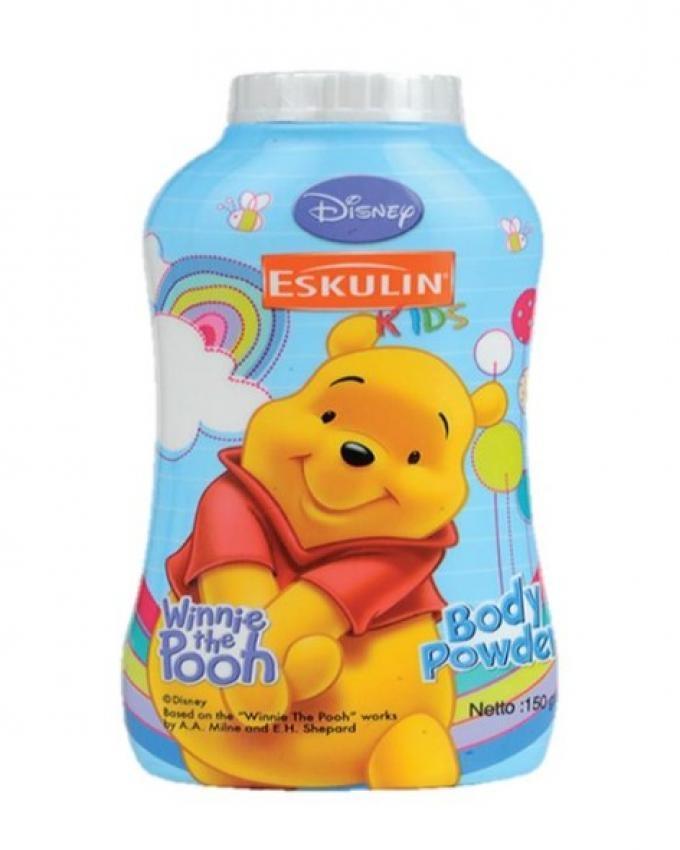 DISNEY
ESKULIN
KIDS
Winnie
the
Pooh
Body
Powder
©Disney
Based on the "Winnie The Pooh" works
by A.A. Milne and E.H. Shepard
Netto :150 g